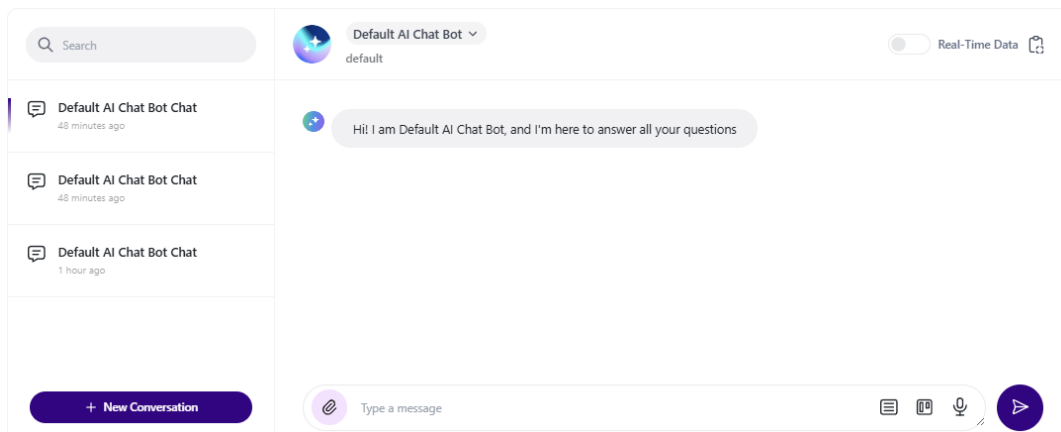 Search
Default AI Chat Bot Chat
48 minutes ago
Default AI Chat Bot Chat
48 minutes ago
Default AI Chat Bot Chat
1 hour ago
+ New Conversation
Default AI Chat Bot
default
Real-Time Data
Hi! I am Default AI Chat Bot, and I'm here to answer all your questions
Type a message